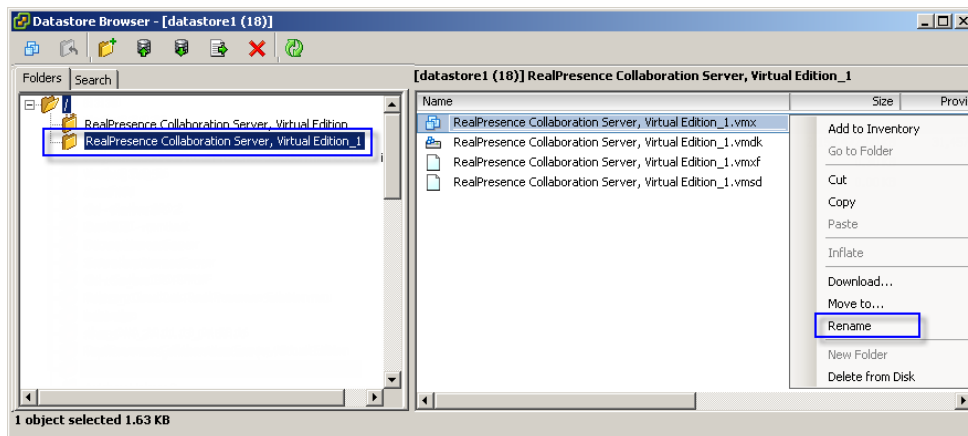 Datastore Browser - [datastore1 (18)]
Folders
Search
[datastore1 (18)] RealPresence Collaboration Server, Virtual Edition_1
/
RealPresence Collaboration Server, Virtual Edition
RealPresence Collaboration Server, Virtual Edition_1
Name
Size
Provi
RealPresence Collaboration Server, Virtual Edition_1.vmx
RealPresence Collaboration Server, Virtual Edition_1.vmdk
RealPresence Collaboration Server, Virtual Edition_1.vmxf
RealPresence Collaboration Server, Virtual Edition_1.vmsd
Add to Inventory
Go to Folder
Cut
Copy
Paste
Inflate
Download...
Move to...
Rename
New Folder
Delete from Disk
1 object selected 1.63 KB